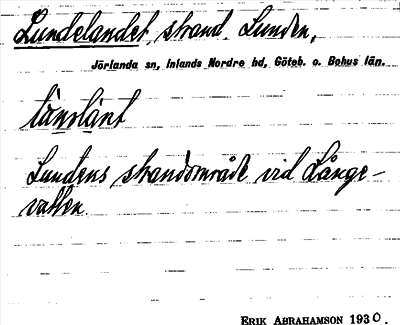 Lundelandet, strand, Lunden,
Jörlanda sn, Inlands Nordre hd, Göteb. o. Bohus län.
Lundens strandområde vid Långe-
vatten.
ERIK ABRAHAMSON 1930.